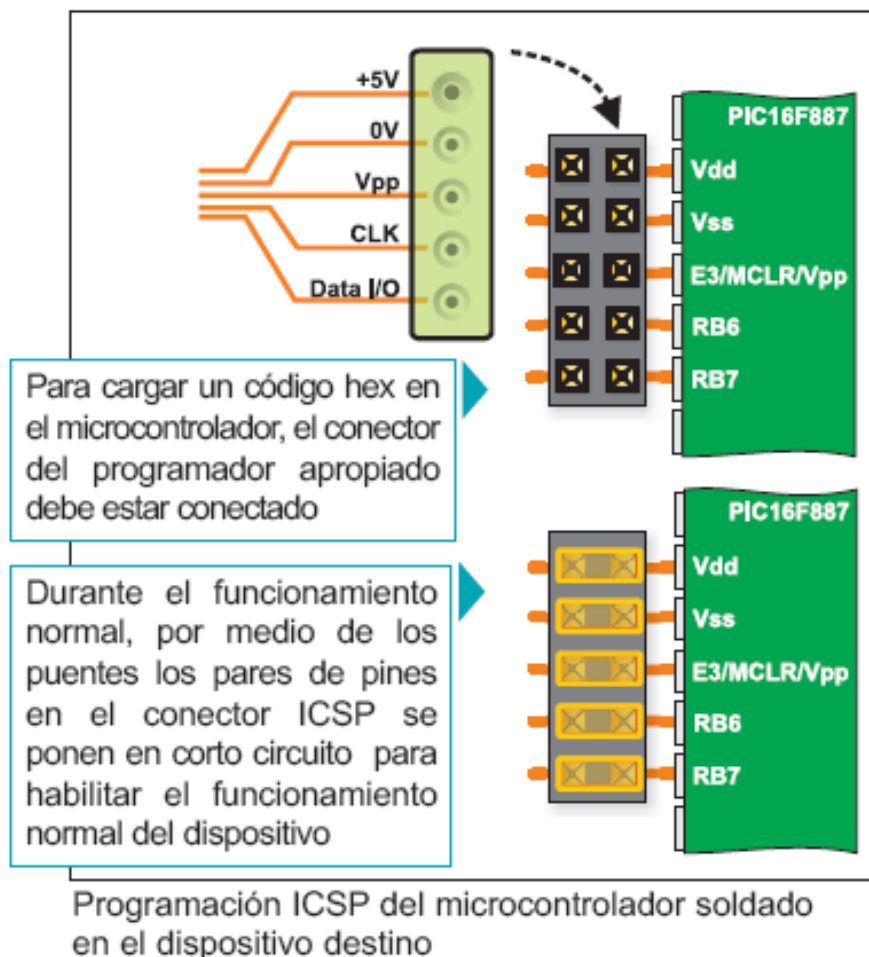 +5V
0V
Vpp
CLK
Data I/O
PIC16F887
Vdd
Vss
E3/MCLR/Vpp
RB6
RB7
Para cargar un código hex en
el microcontrolador, el conector
del programador apropiado
debe estar conectado
PIC16F887
Vdd
Vss
E3/MCLR/Vpp
RB6
RB7
Durante el funcionamiento
normal, por medio de los
puentes los pares de pines
en el conector ICSP se
ponen en corto circuito para
habilitar el funcionamiento
normal del dispositivo
Programación ICSP del microcontrolador soldado
en el dispositivo destino